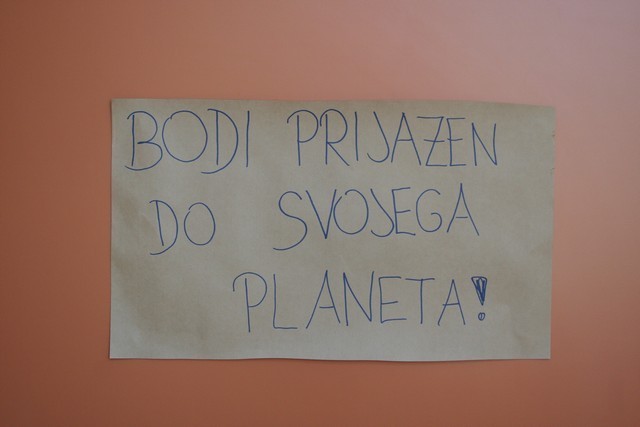 BODI PRIJAZEN
DO SVOJEGA
PLANETA!